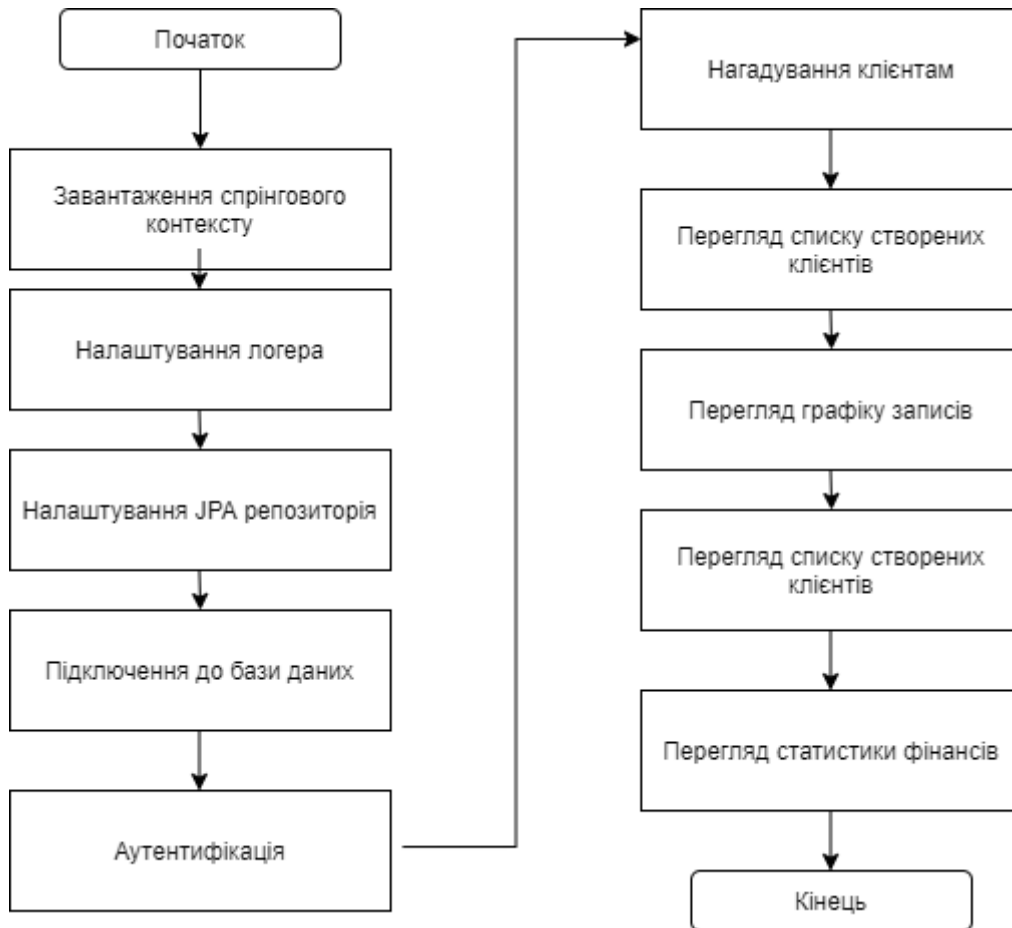 Початок
Завантаження спрінгового
контексту
Налаштування логера
Налаштування JPA репозиторія
Підключення до бази даних
Аутентифікація
Нагадування клієнтам
Перегляд списку створених
клієнтів
Перегляд графіку записів
Перегляд списку створених
клієнтів
Перегляд статистики фінансів
Кінець